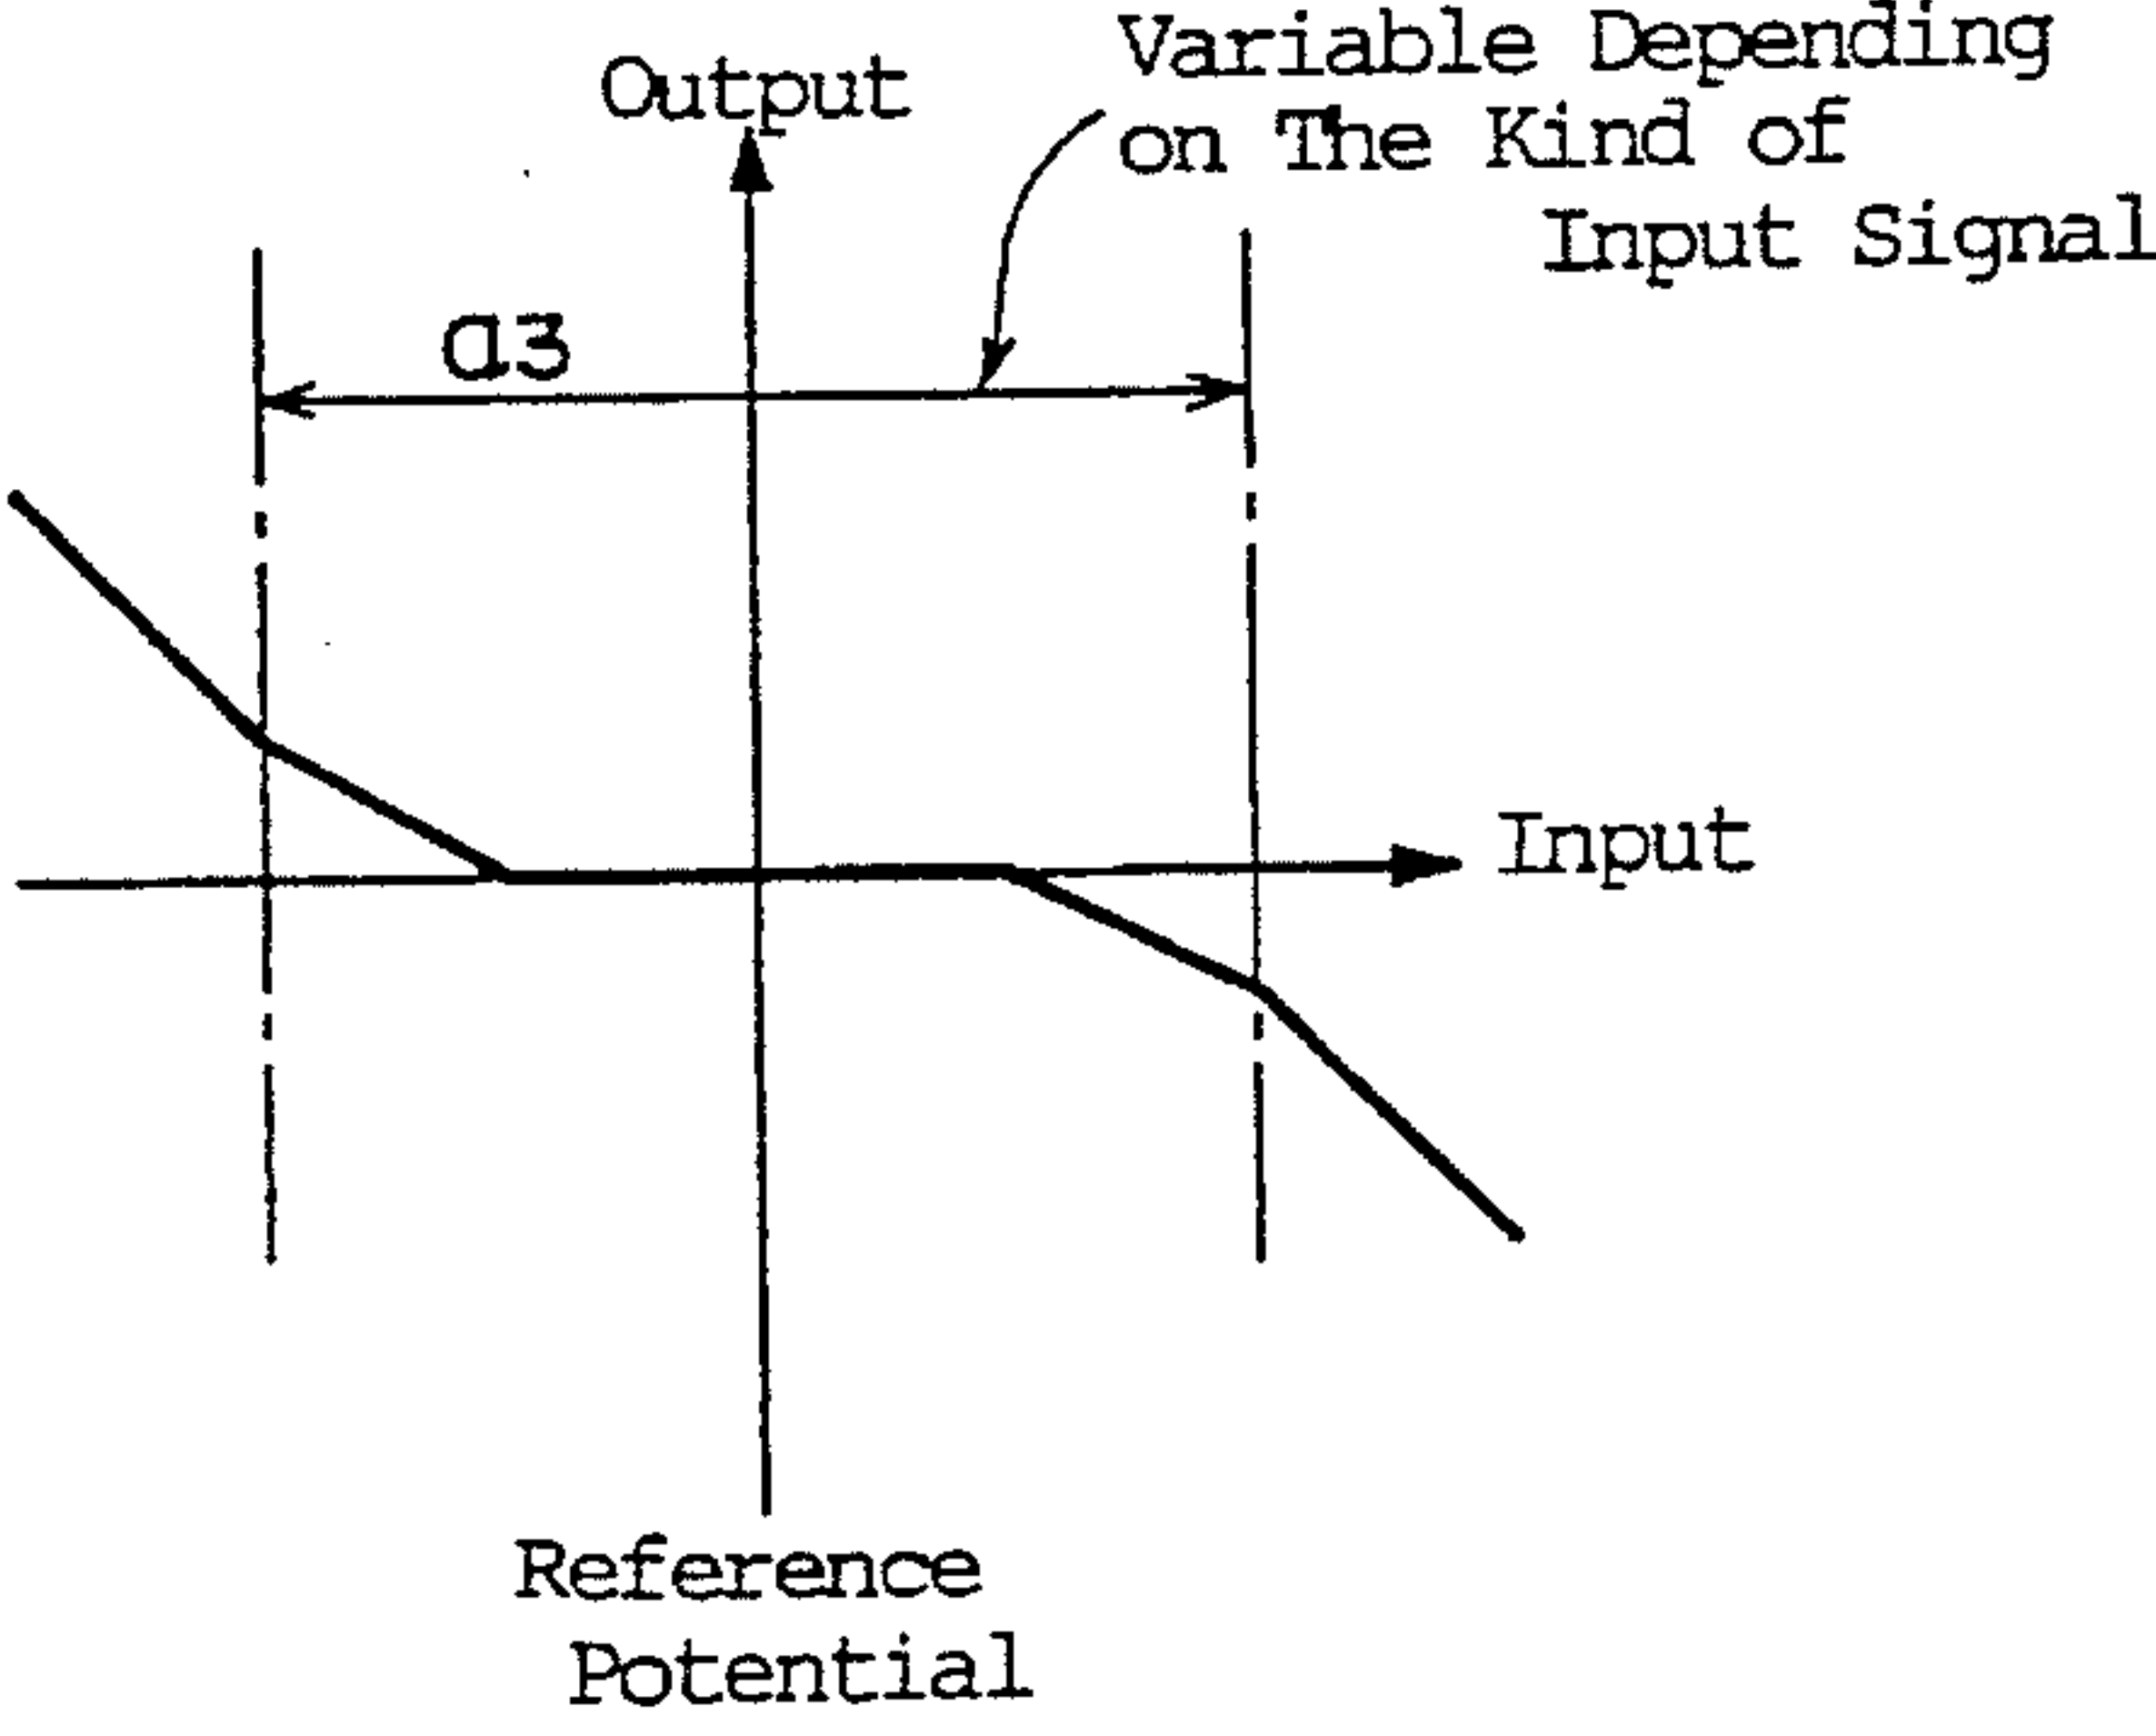 Output
Variable Depending
on The Kind of
Input Signal
a3
Input
Reference
Potential